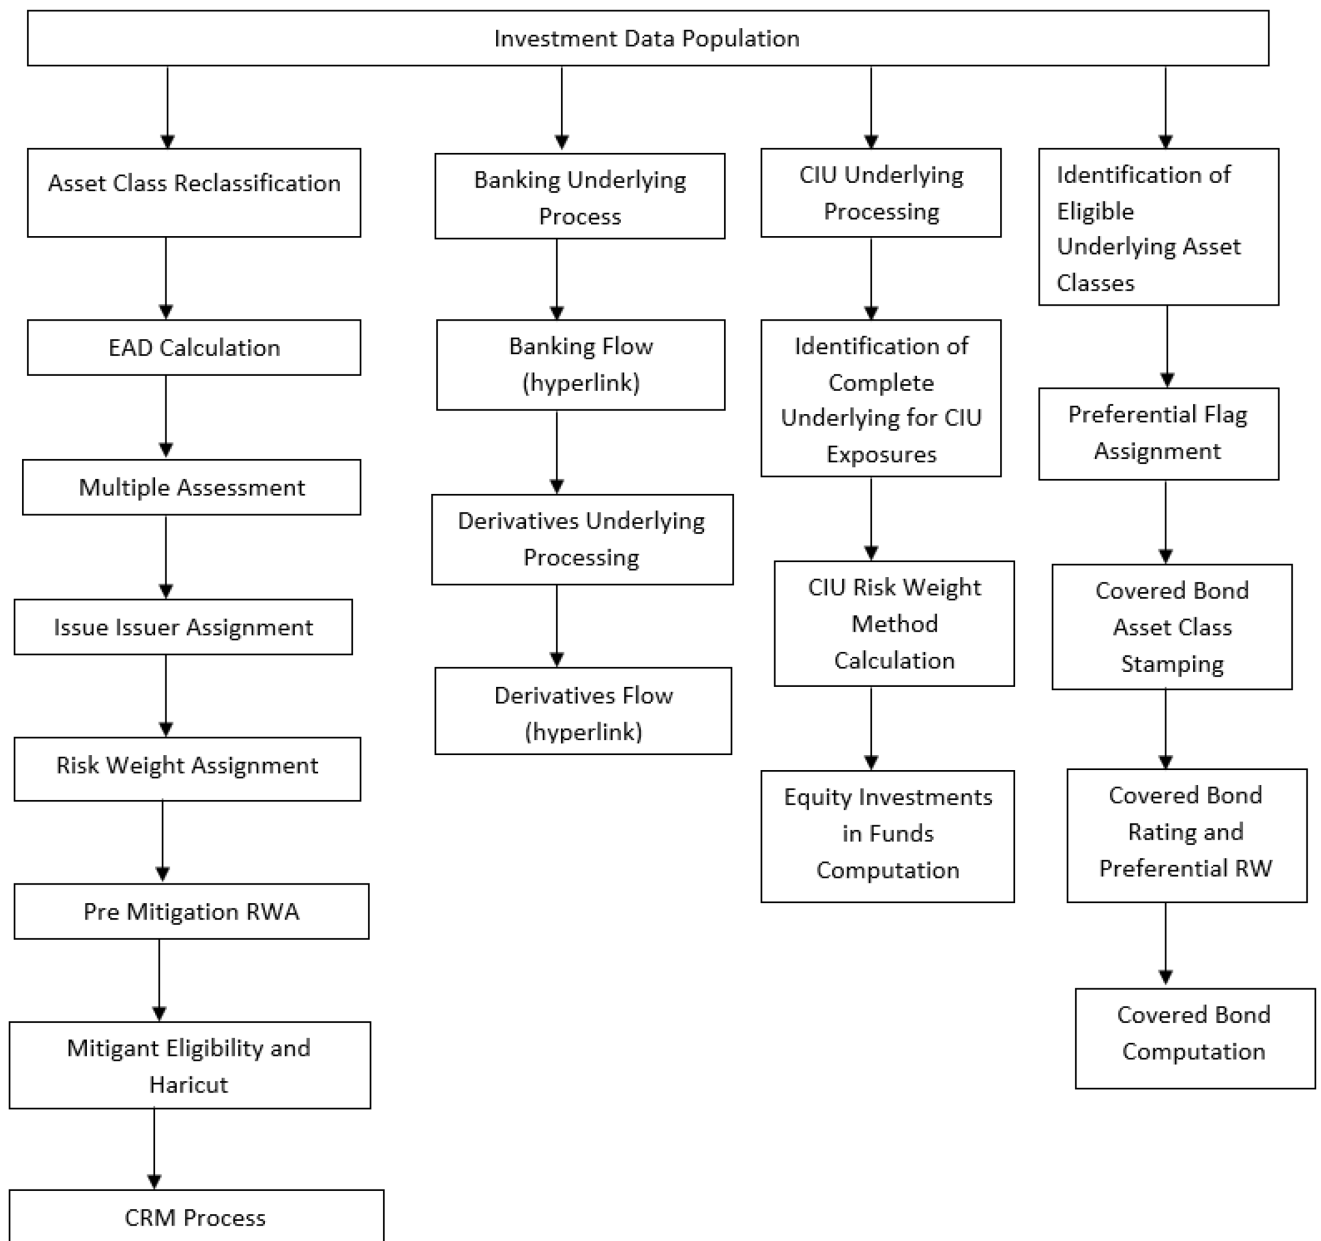 Investment Data Population
Asset Class Reclassification
EAD Calculation
Multiple Assessment
Issue Issuer Assignment
Risk Weight Assignment
Pre Mitigation RWA
Mitigant Eligibility and
Haricut
CRM Process
Banking Underlying
Process
Banking Flow
(hyperlink)
Derivatives Underlying
Processing
Derivatives Flow
(hyperlink)
CIU Underlying
Processing
Identification of
Complete
Underlying for CIU
Exposures
CIU Risk Weight
Method
Calculation
Equity Investments
in Funds
Computation
Identification of
Eligible
Underlying Asset
Classes
Preferential Flag
Assignment
Covered Bond
Asset Class
Stamping
Covered Bond
Rating and
Preferential RW
Covered Bond
Computation